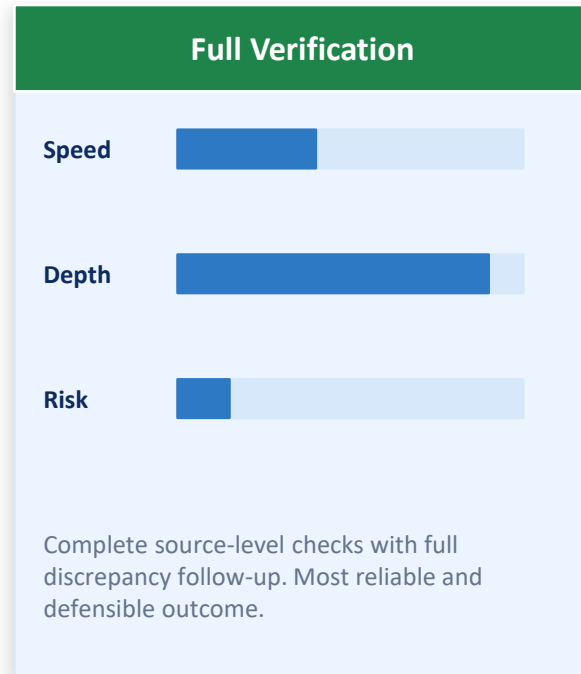 Full Verification
Speed
Depth
Risk
Complete source-level checks with full
discrepancy follow-up. Most reliable and
defensible outcome.